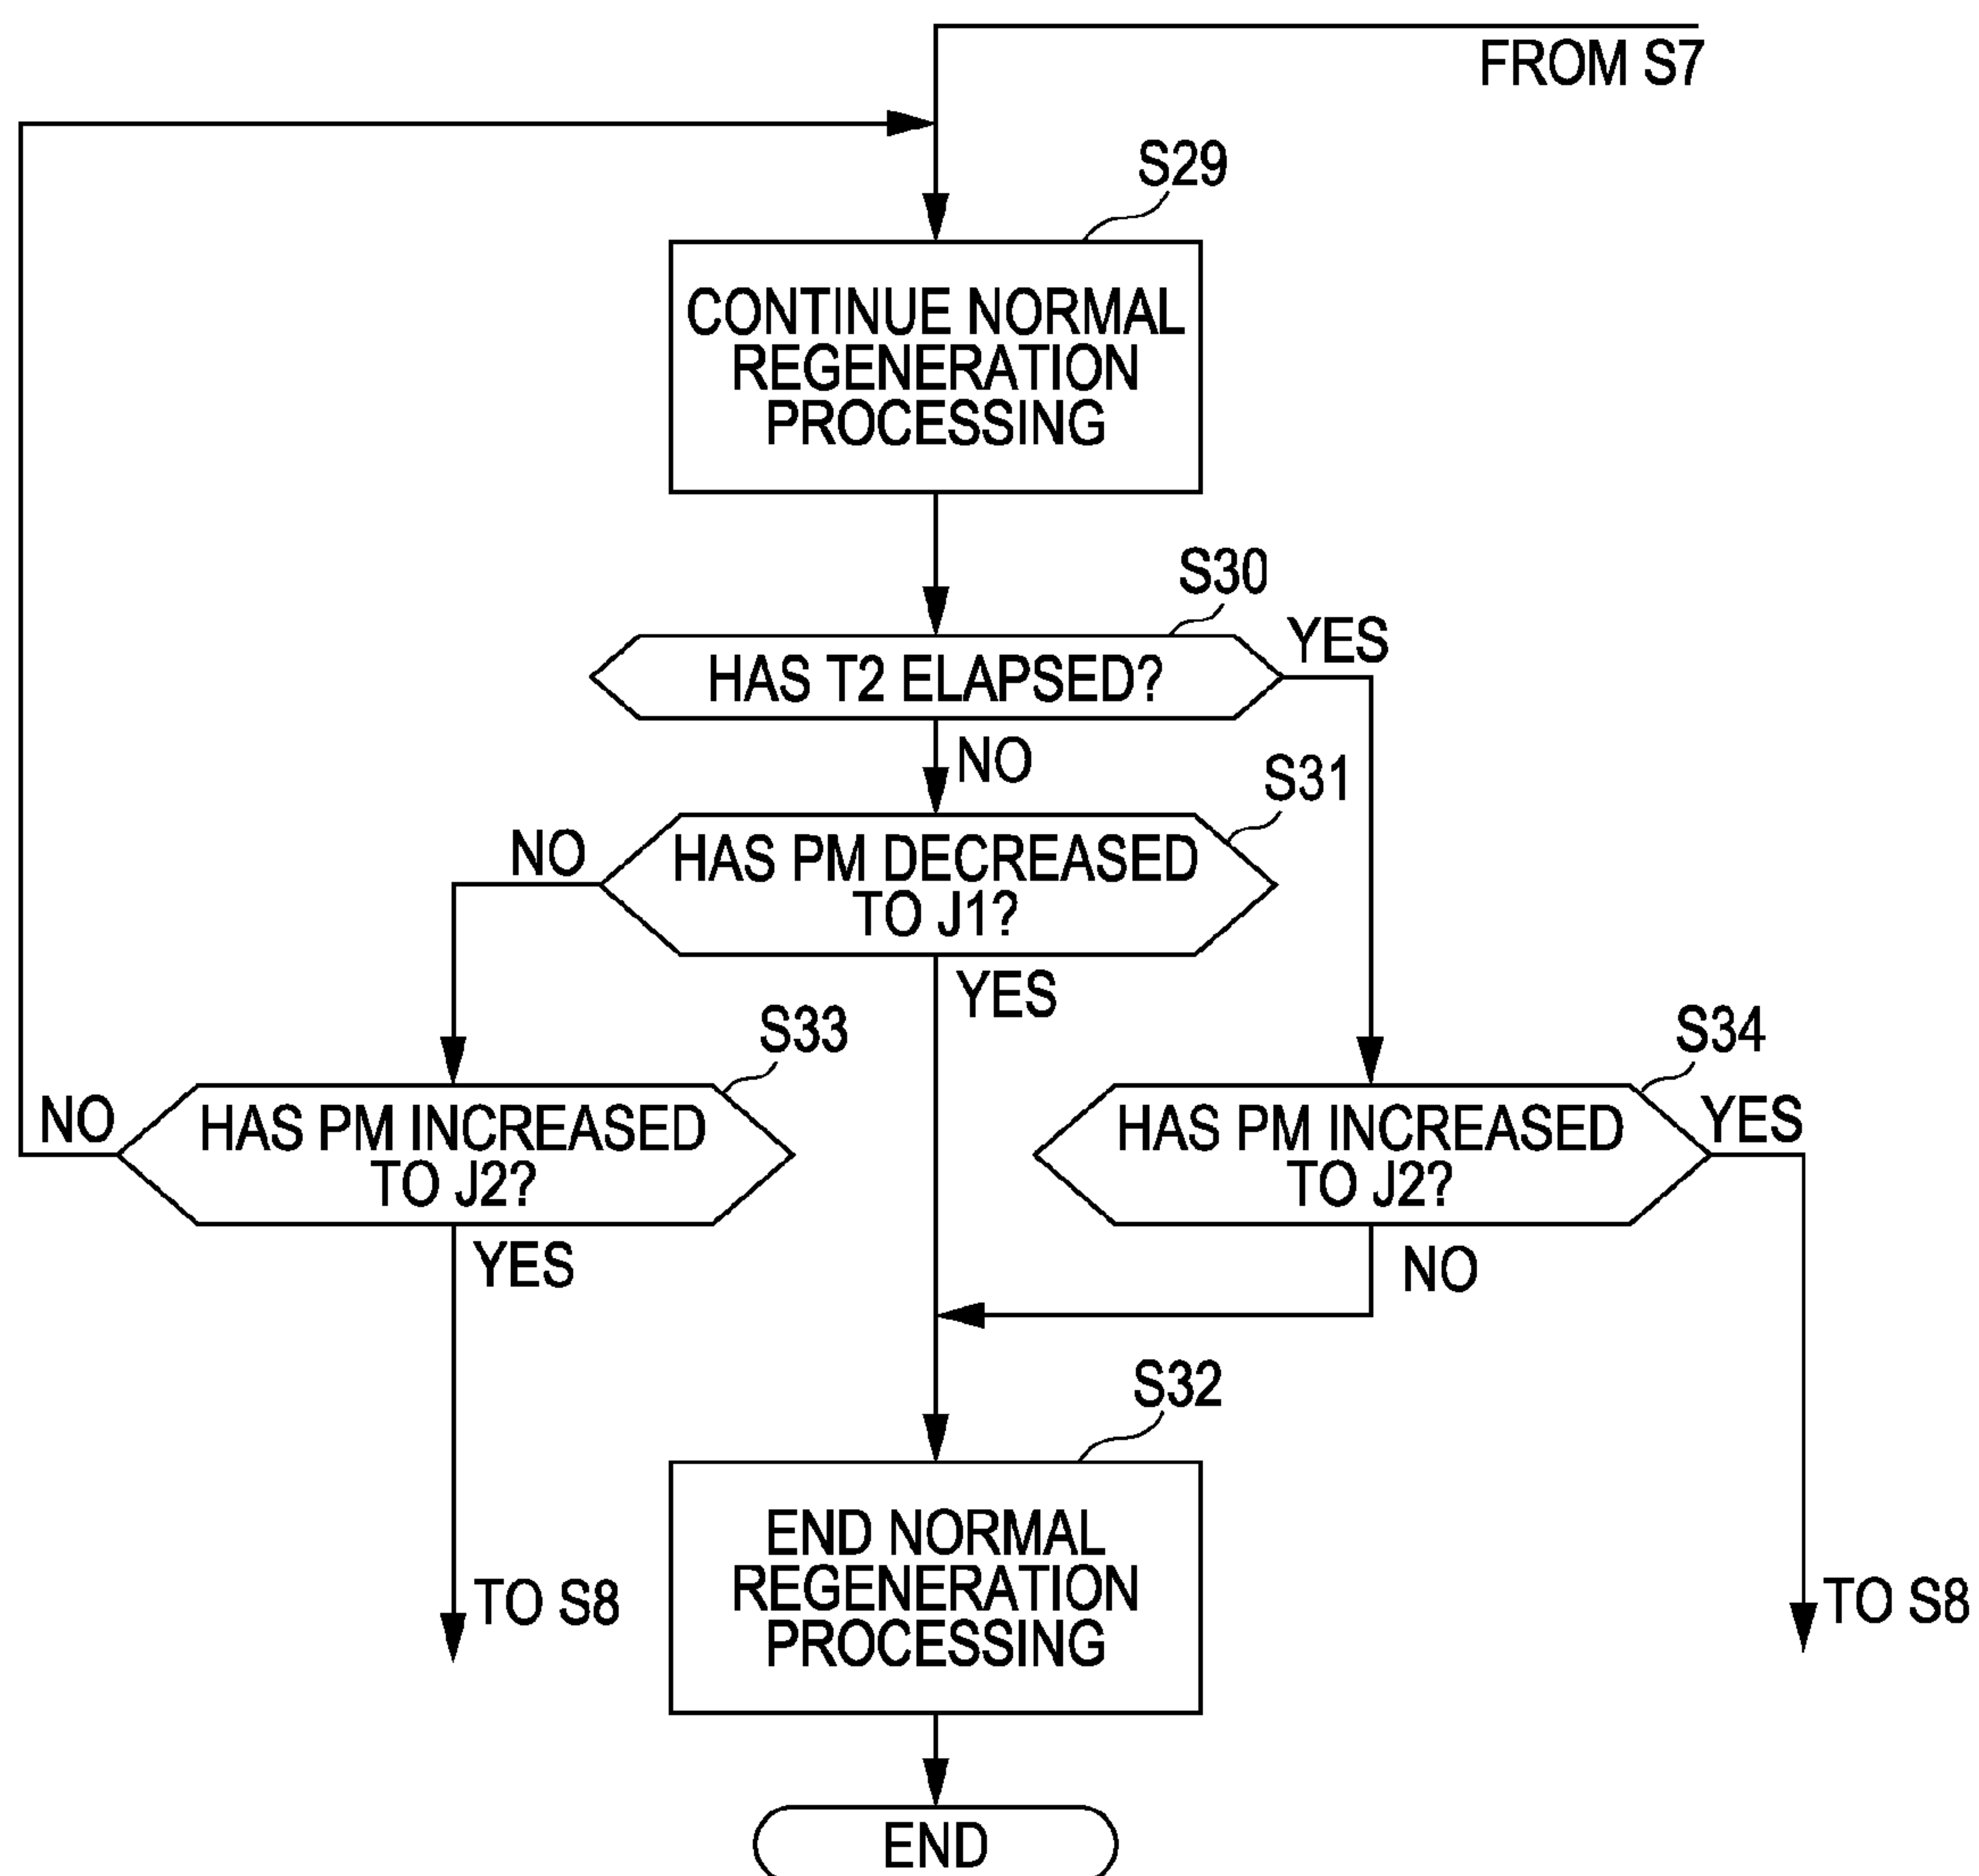 FROM S7
S29
CONTINUE NORMAL
REGENERATION
PROCESSING
S30
HAS T2 ELAPSED?
YES
NO
S31
HAS PM DECREASED
TO J1?
NO
YES
S33
HAS PM INCREASED
TO J2?
NO
YES
TO S8
S34
HAS PM INCREASED
TO J2?
YES
NO
TO S8
S32
END NORMAL
REGENERATION
PROCESSING
END